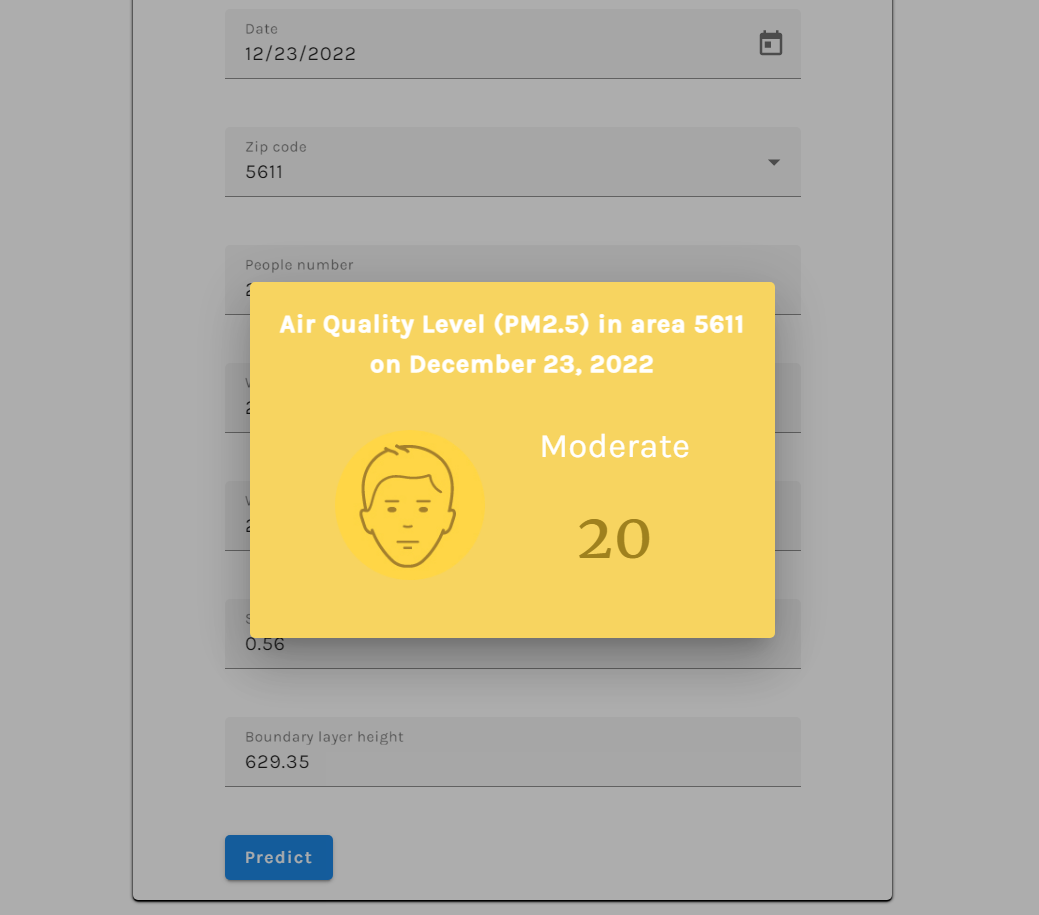 Date
12/23/2022
Zip code
5611
People number
Air Quality Level (PM2.5) in area 5611
on December 23, 2022
Moderate
20
0.56
Boundary layer height
629.35
Predict